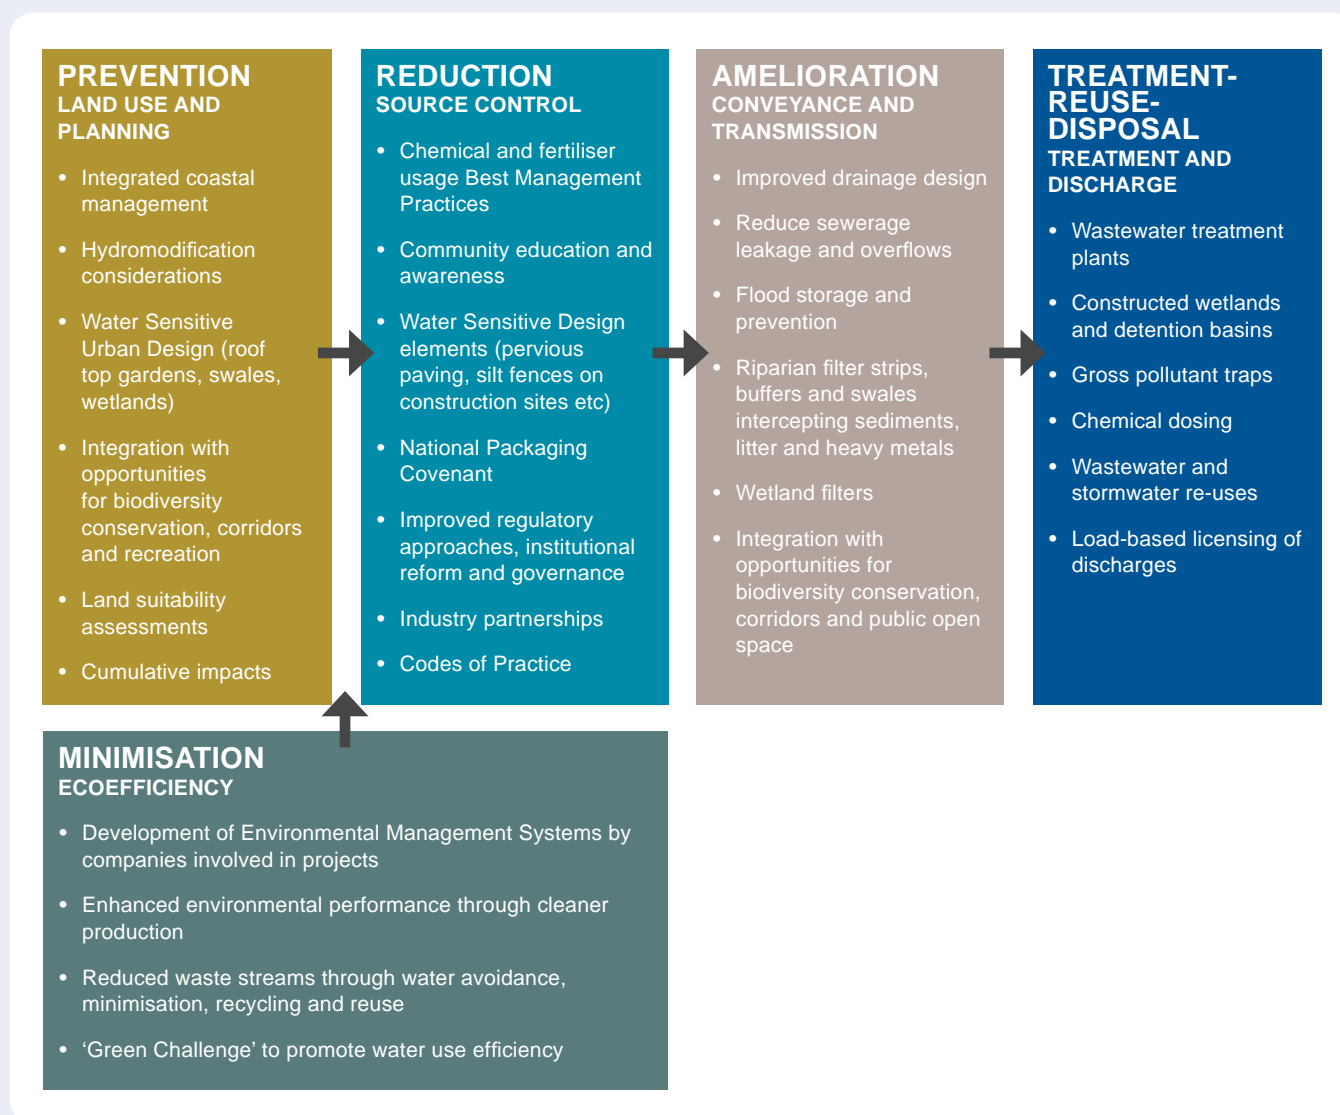 PREVENTION
LAND USE AND
PLANNING
• Integrated coastal
management
• Hydromodification
considerations
• Water Sensitive
Urban Design (roof
top gardens, swales,
wetlands)
• Integration with
opportunities
for biodiversity
conservation, corridors
and recreation
• Land suitability
assessments
• Cumulative impacts
REDUCTION
SOURCE CONTROL
• Chemical and fertiliser
usage Best Management
Practices
• Community education and
awareness
• Water Sensitive Design
elements (pervious
paving, silt fences on
construction sites etc)
• National Packaging
Covenant
• Improved regulatory
approaches, institutional
reform and governance
• Industry partnerships
• Codes of Practice
AMELIORATION
CONVEYANCE AND
TRANSMISSION
• Improved drainage design
• Reduce sewerage
leakage and overflows
• Flood storage and
prevention
• Riparian filter strips,
buffers and swales
intercepting sediments,
litter and heavy metals
• Wetland filters
• Integration with
opportunities for
biodiversity conservation,
corridors and public open
space
TREATMENT-
REUSE-
DISPOSAL
TREATMENT AND
DISCHARGE
• Wastewater treatment
plants
• Constructed wetlands
and detention basins
• Gross pollutant traps
• Chemical dosing
• Wastewater and
stormwater re-uses
• Load-based licensing of
discharges
MINIMISATION
ECOEFFICIENCY
• Development of Environmental Management Systems by
companies involved in projects
• Enhanced environmental performance through cleaner
production
• Reduced waste streams through water avoidance,
minimisation, recycling and reuse
• ‘Green Challenge’ to promote water use efficiency